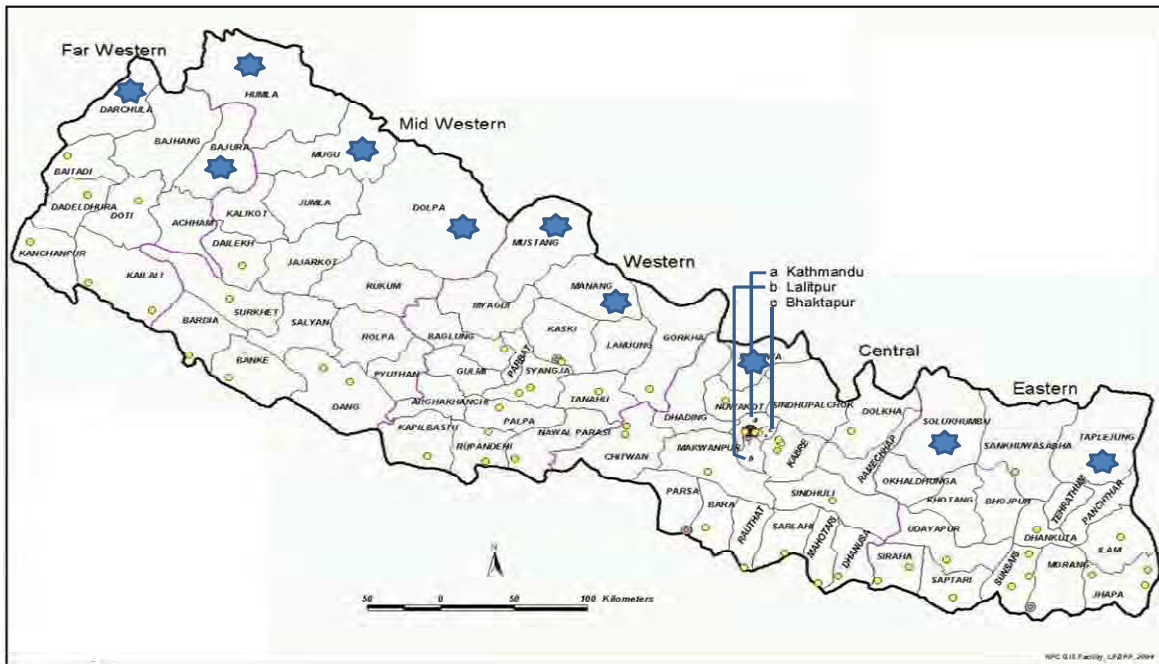 Far Western
HUMLA
DARCHULA
Mid Western
BAJHANG
BAJURA
MUGU
BAITADI
DADELDHURA
DOTI
ACHHAM
KALIKOT
JUMLA
DOLPA
MUSTANG
KANCHANPUR
DAILEKH
JAJARKOT
Western
a Kathmandu
b Lalitpur
c Bhaktapur
KAILALI
RUKUM
MANANG
BARDIA
SURKHET
SALYAN
ROLPA
BAGLUNG
KASKI
LAMJUNG
GORKHA
Central
BANKE
PYUTHAN
GULMI
PARBAT
SYANGJA
Eastern
DANG
TANAHU
NUWAKOT
SINDHUPALCHOK
DOLKHA
SOLUKHUMBU
SANKHUWASABHA
TAPLEJUNG
KAPILBASTU
RUPANDEHI
PALPA
NAWAL PARASI
DHADING
CHITWAN
MAKWANPUR
KABRE
RAMECHHAP
OKHALDHUNGA
KHOTANG
BHOJPUR
TEHRATHUM
PANCHTHAR
PARSA
BARA
RAUTHAT
SARLAHI
SINDHULI
MAHOTARI
DHANUSA
SIRAHA
UDAYAPUR
SAPTARI
DHANKUTA
SUNSARI
MORANG
ILAM
JHAPA
N
50 0 50 100 Kilometers